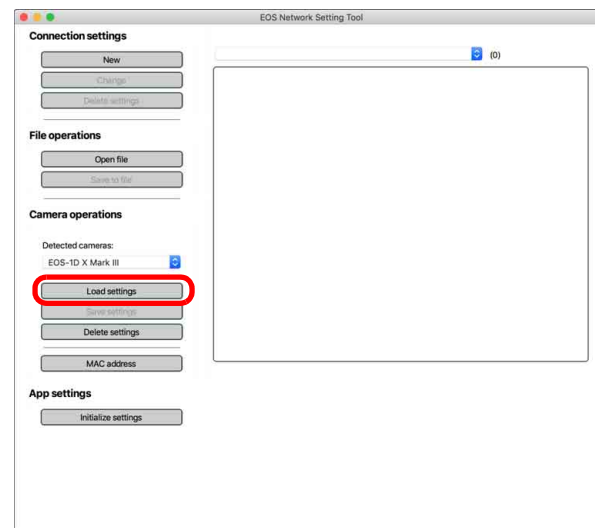 EOS Network Setting Tool
Connection settings
New
Change
Delete settings
(0)
File operations
Open file
Save to file
Camera operations
Detected cameras:
EOS-1D X Mark III
Load settings
Save settings
Delete settings
MAC address
App settings
Initialize settings